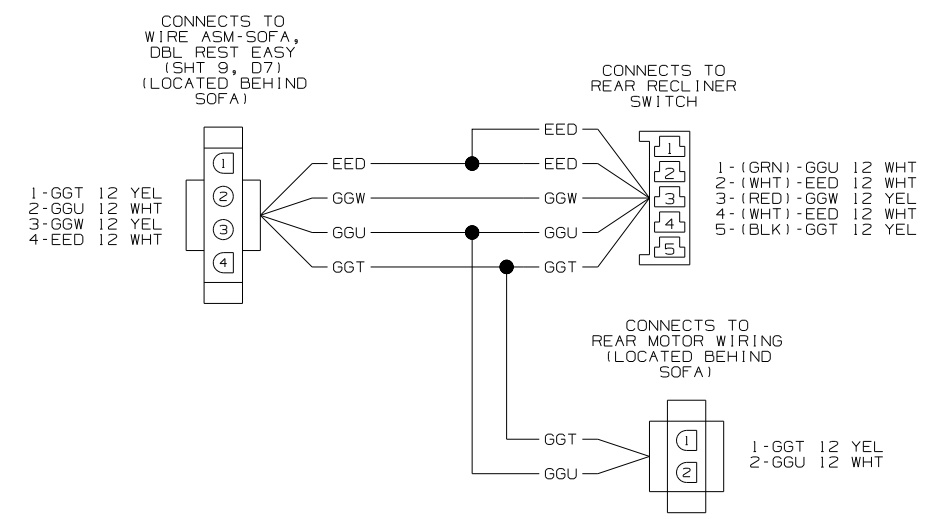 CONNECTS TO
WIRE ASM-SOFA,
DBL REST EASY
(SHT 9, D7)
(LOCATED BEHIND
SOFA)
1-GGT 12 YEL
2-GGU 12 WHT
3-GGW 12 YEL
4-EED 12 WHT
1
2
3
4
EED
GGW
GGU
GGT
EED
EED
GGW
GGU
GGT
CONNECTS TO
REAR RECLINER
SWITCH
1
2
3
4
5
1-(GRN)-GGU 12 WHT
2-(WHT)-EED 12 WHT
3-(RED)-GGW 12 YEL
4-(WHT)-EED 12 WHT
5-(BLK)-GGT 12 YEL
CONNECTS TO
REAR MOTOR WIRING
(LOCATED BEHIND
SOFA)
GGT
GGU
1
2
1-GGT 12 YEL
2-GGU 12 WHT